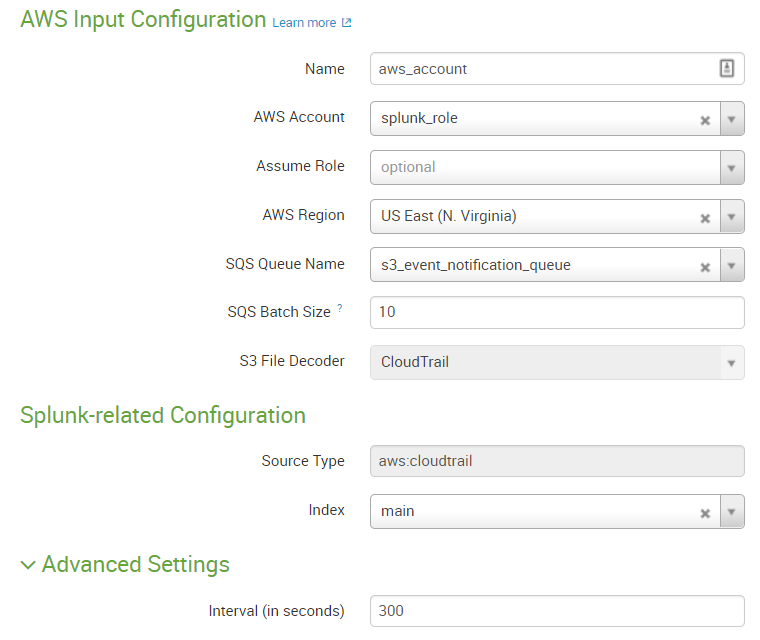 AWS Input Configuration Learn more
Name aws_account
AWS Account splunk_role
Assume Role optional
AWS Region US East (N. Virginia)
SQS Queue Name s3_event_notification_queue
SQS Batch Size ? 10
S3 File Decoder CloudTrail
Splunk-related Configuration
Source Type aws:cloudtrail
Index main
Advanced Settings
Interval (in seconds) 300